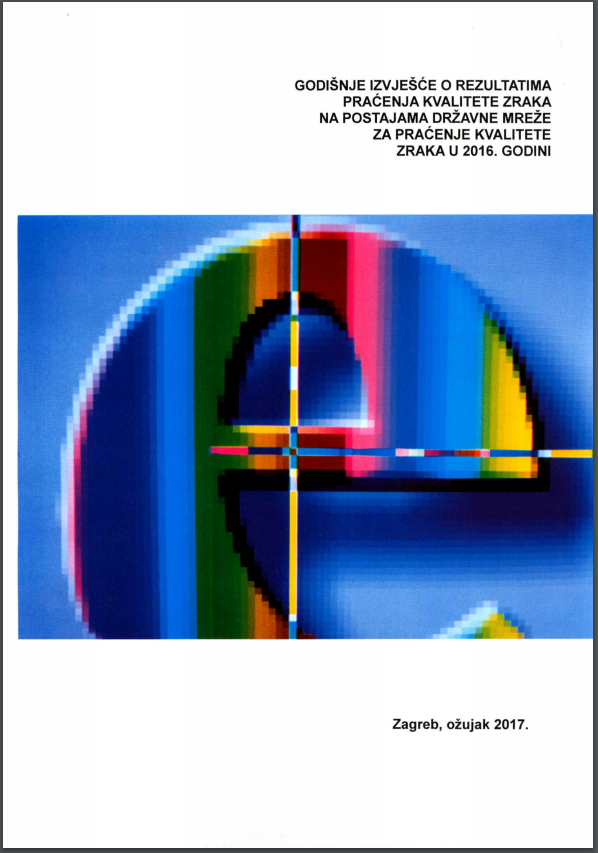 GODIŠNJE IZVJEŠĆE O REZULTATIMA
PRAĆENJA KVALITETE ZRAKA
NA POSTAJAMA DRŽAVNE MREŽE
ZA PRAĆENJE KVALITETE
ZRAKA U 2016. GODINI
Zagreb, ožujak 2017.